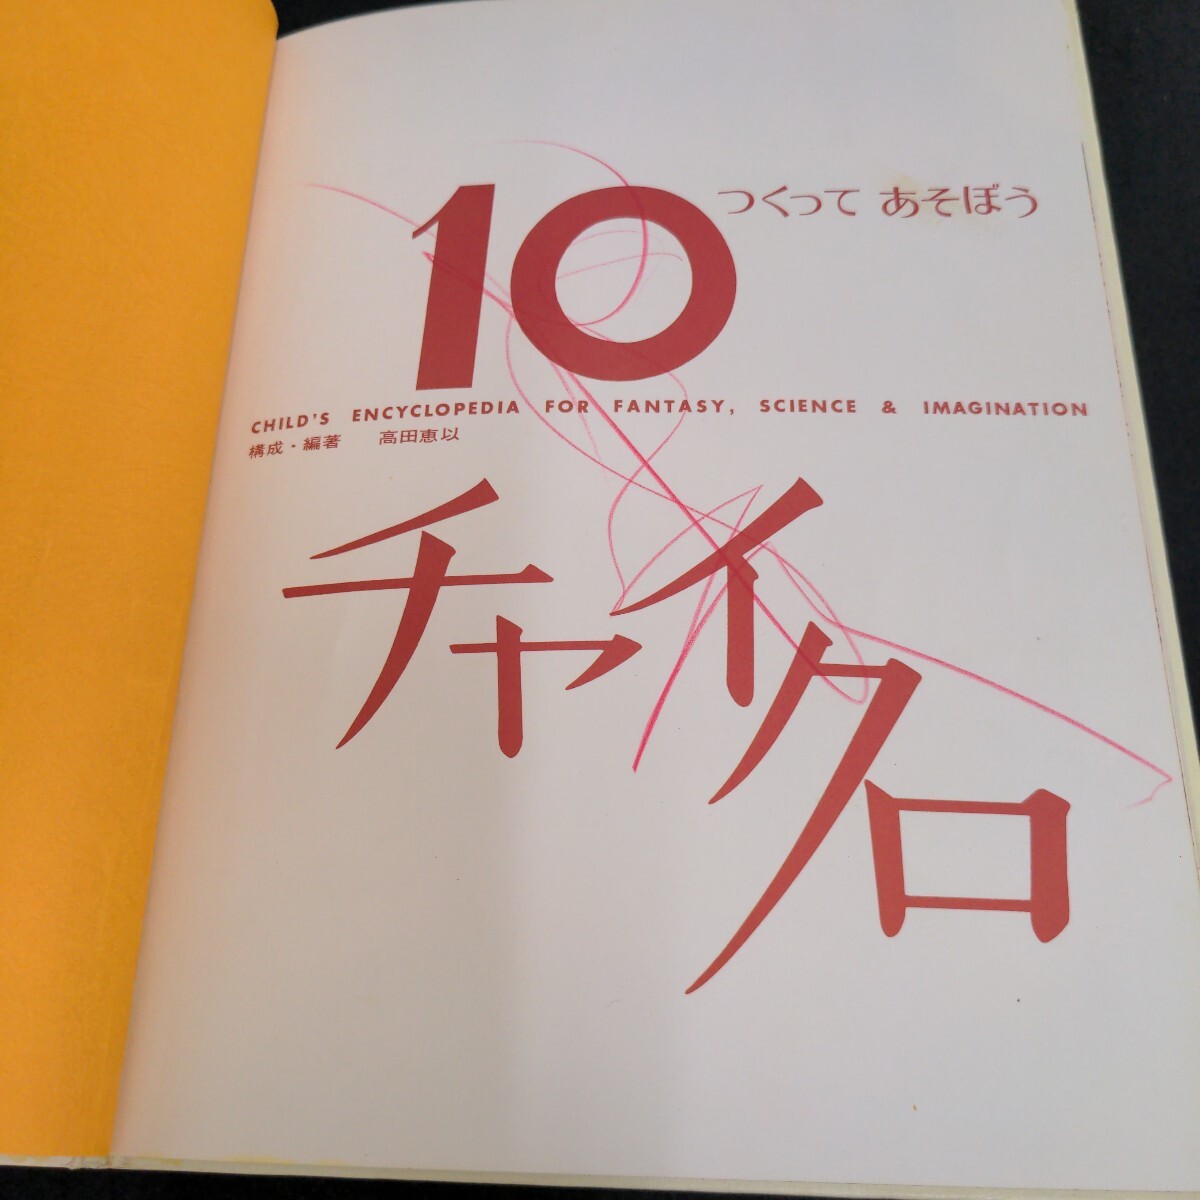 10
つくって あそぼう
CHILD'S ENCYCLOPEDIA FOR FANTASY, SCIENCE & IMAGINATION
構成・編著 高田恵以
チャイクロ